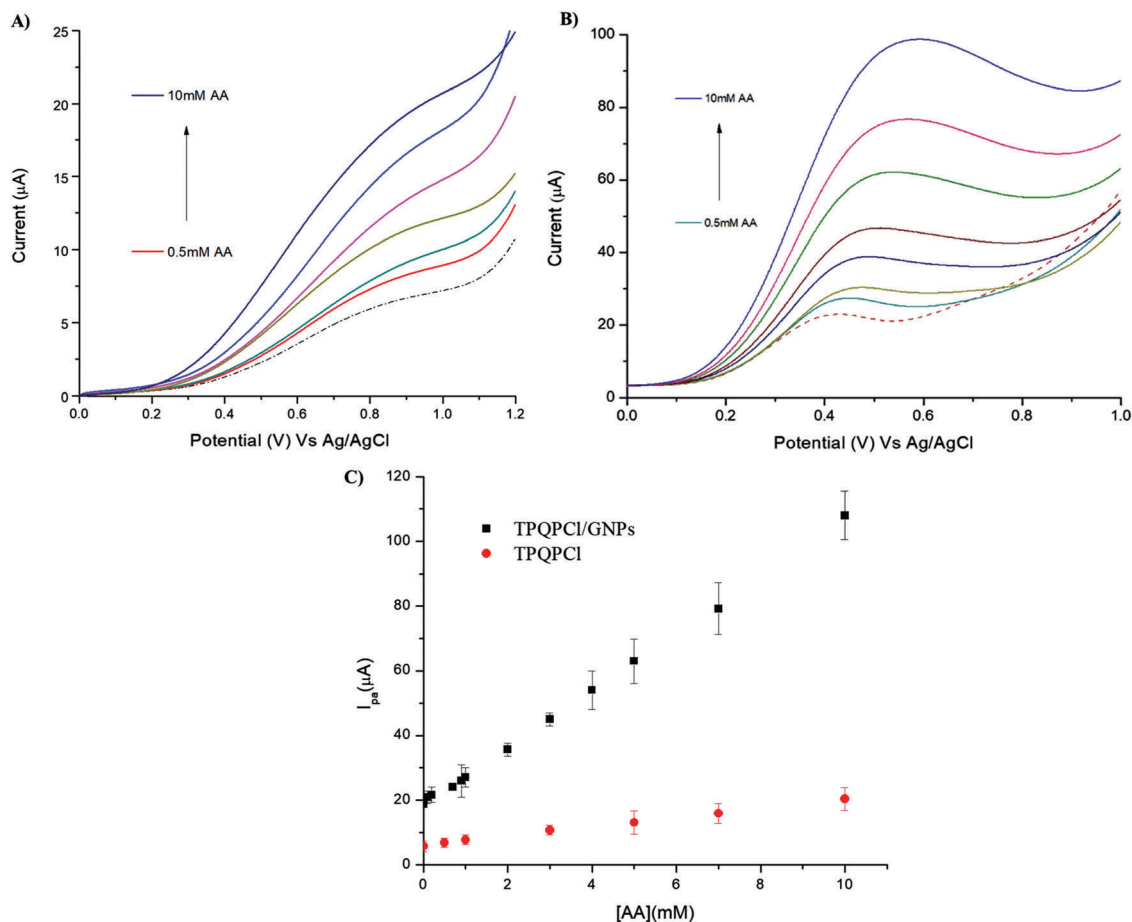 A)
25
20
15
10
5
0
Current (μA)
10mM AA
0.5mM AA
0.0 0.2 0.4 0.6 0.8 1.0 1.2
Potential (V) Vs Ag/AgCl
B)
100
80
60
40
20
0
Current (μA)
10mM AA
0.5mM AA
0.0 0.2 0.4 0.6 0.8 1.0
Potential (V) Vs Ag/AgCl
C)
120
100
80
60
40
20
0
Ipa(μA)
TPQPCl/GNPs
TPQPCl
0 2 4 6 8 10
[AA](mM)